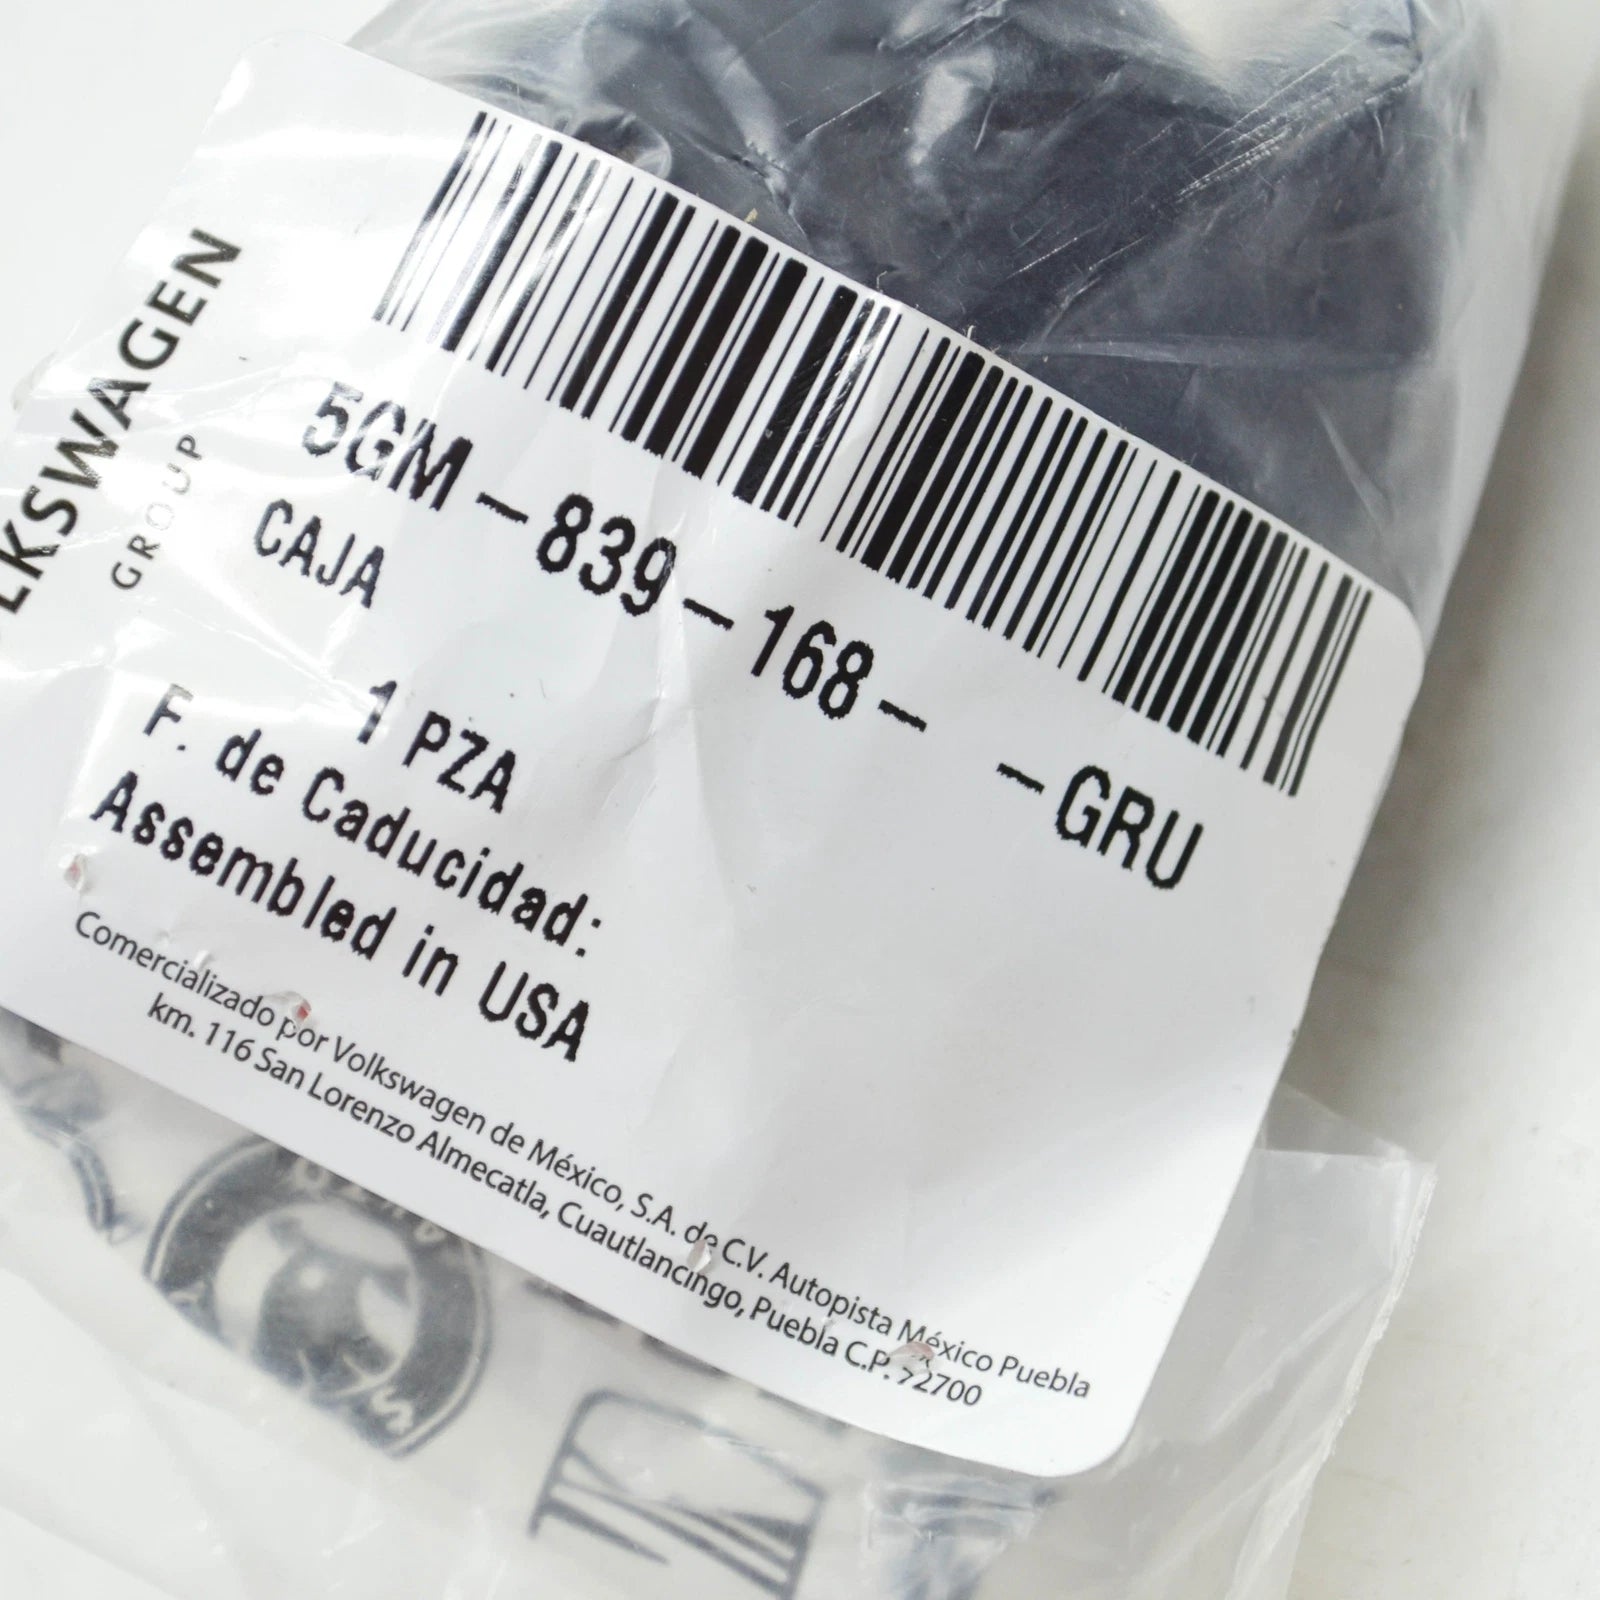 LKSWAGEN
GROUP
5GM-839-168- -GRU
CAJA
1 PZA
F. de Caducidad:
Assembled in USA
Comercializado por Volkswagen de México, S.A. de C.V. Autopista México Puebla
km. 116 San Lorenzo Almecatla, Cuautlancingo, Puebla C.P. 72700